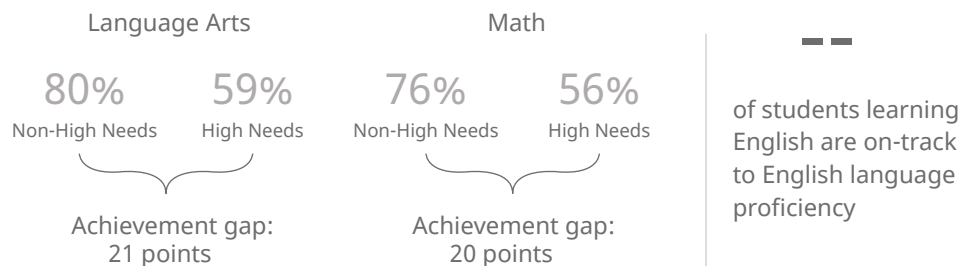 Language Arts
80% 59%
Non-High Needs High Needs
Achievement gap:
21 points
Math
76% 56%
Non-High Needs High Needs
Achievement gap:
20 points
--
of students learning
English are on-track
to English language
proficiency